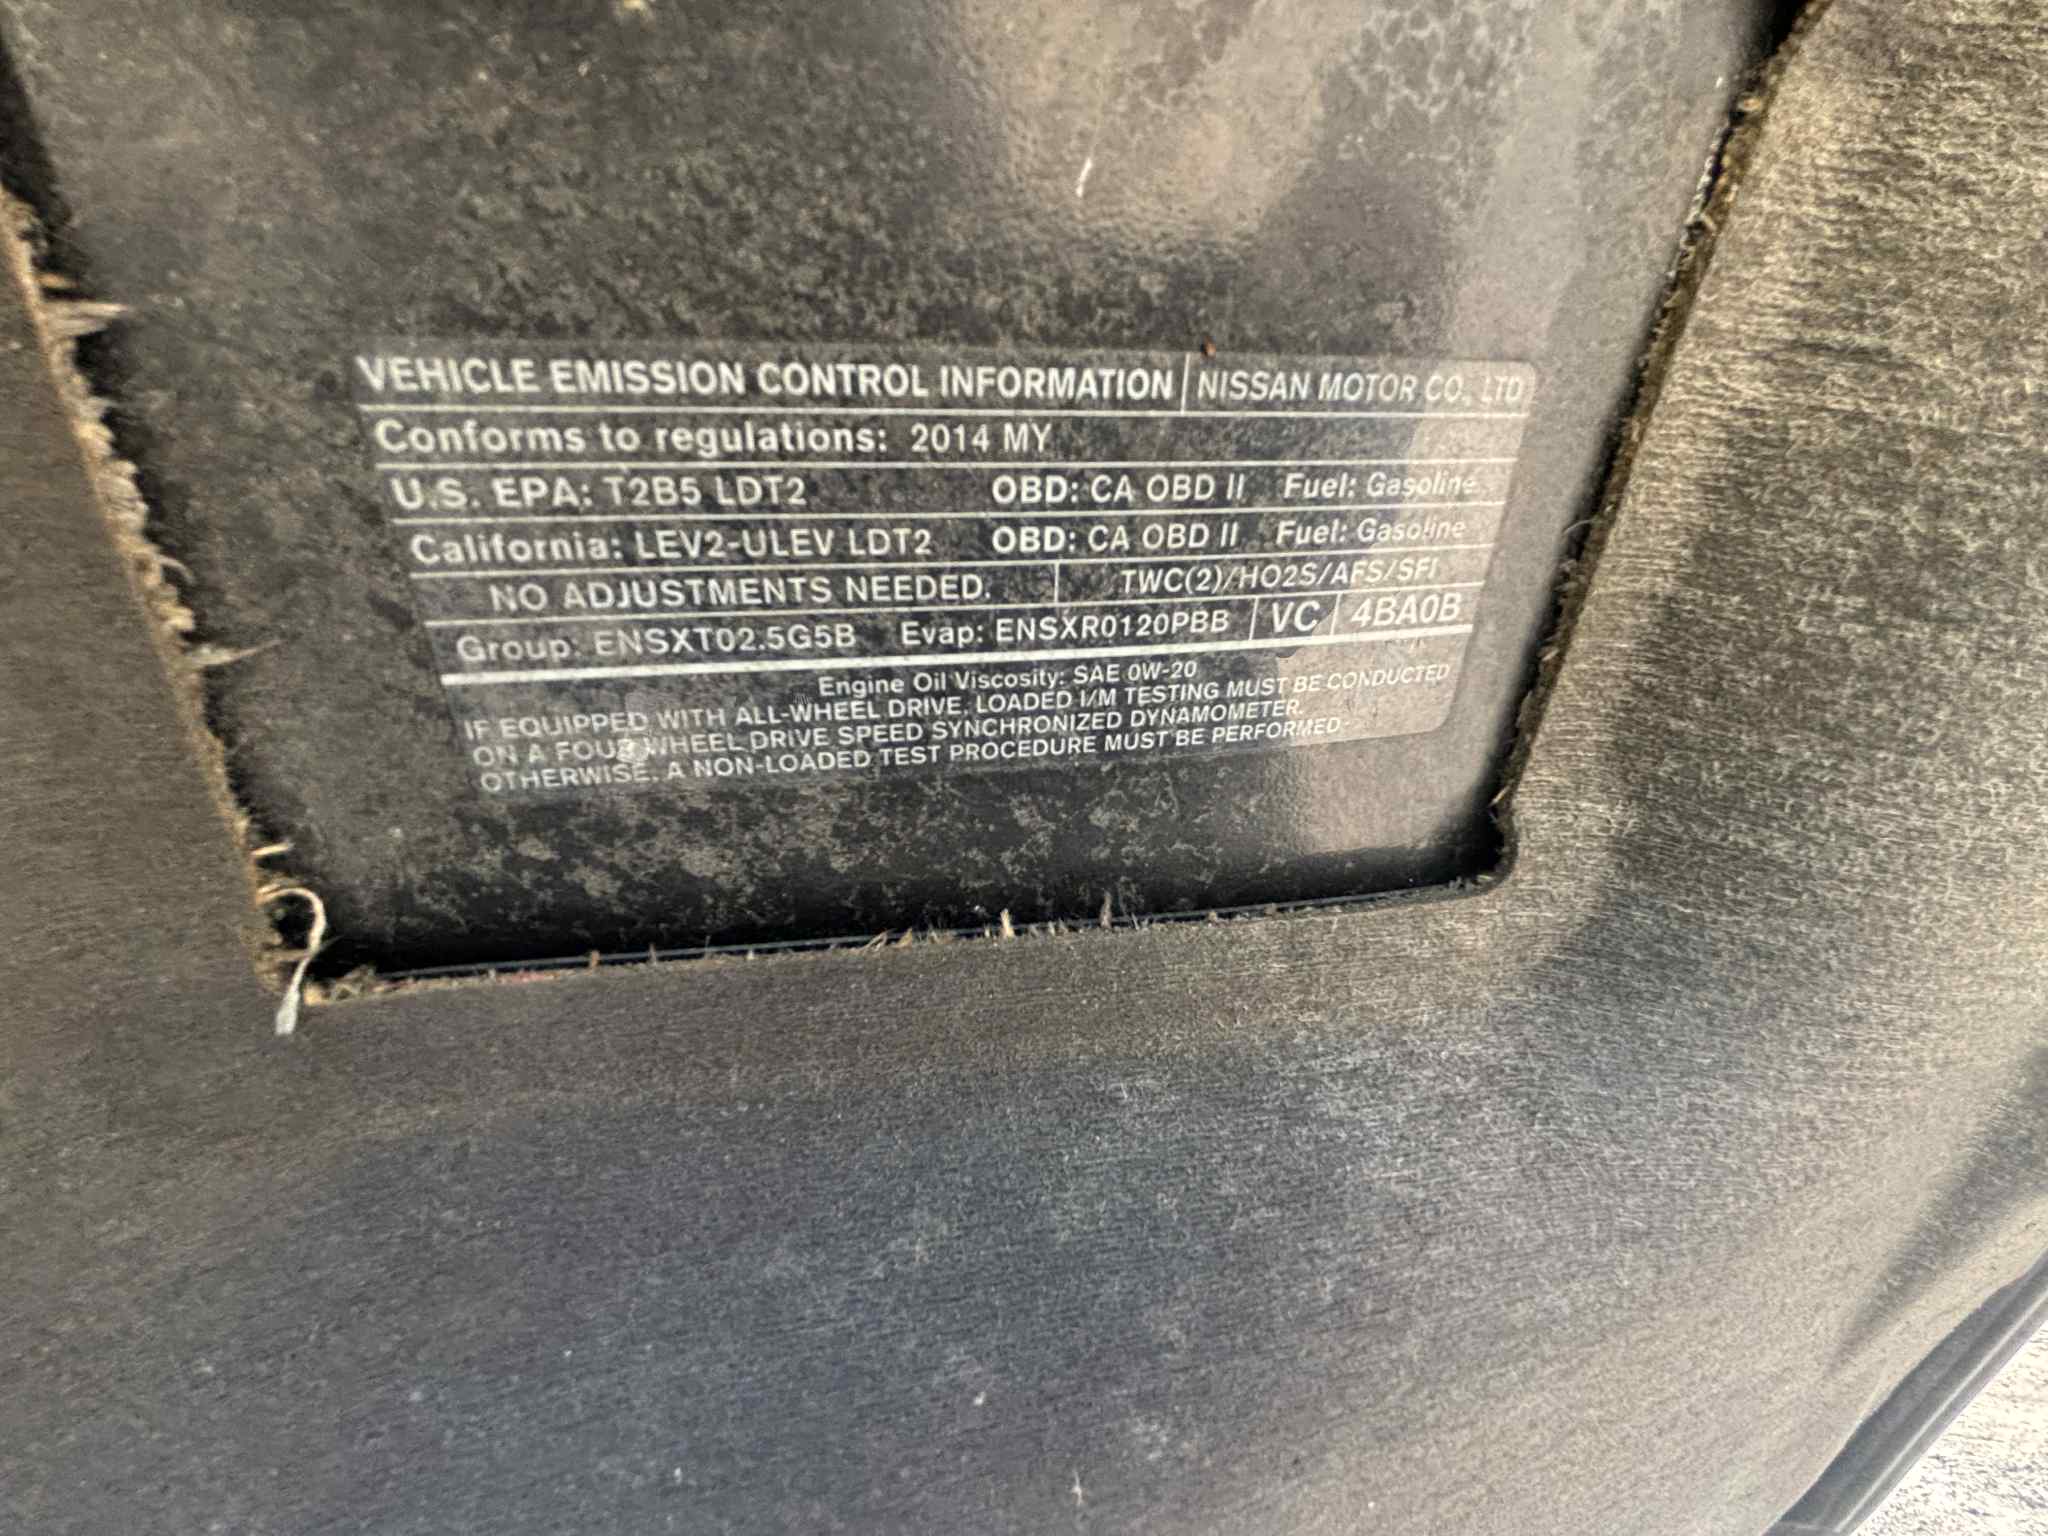 VEHICLE EMISSION CONTROL INFORMATION NISSAN MOTOR CO., LTD
Conforms to regulations: 2014 MY
U.S. EPA: T2B5 LDT2 OBD: CA OBD II Fuel: Gasoline
California: LEV2-ULEV LDT2 OBD: CA OBD II Fuel: Gasoline
NO ADJUSTMENTS NEEDED. TWC(2)/HO2S/AFS/SFI
Group: ENSXT02.5G5B Evap: ENSXR0120PBB VC 4BA0B
Engine Oil Viscosity: SAE 0W-20
IF EQUIPPED WITH ALL-WHEEL DRIVE, LOADED I/M TESTING MUST BE CONDUCTED
ON A FOUR WHEEL DRIVE SPEED SYNCHRONIZED DYNAMOMETER.
OTHERWISE, A NON-LOADED TEST PROCEDURE MUST BE PERFORMED.